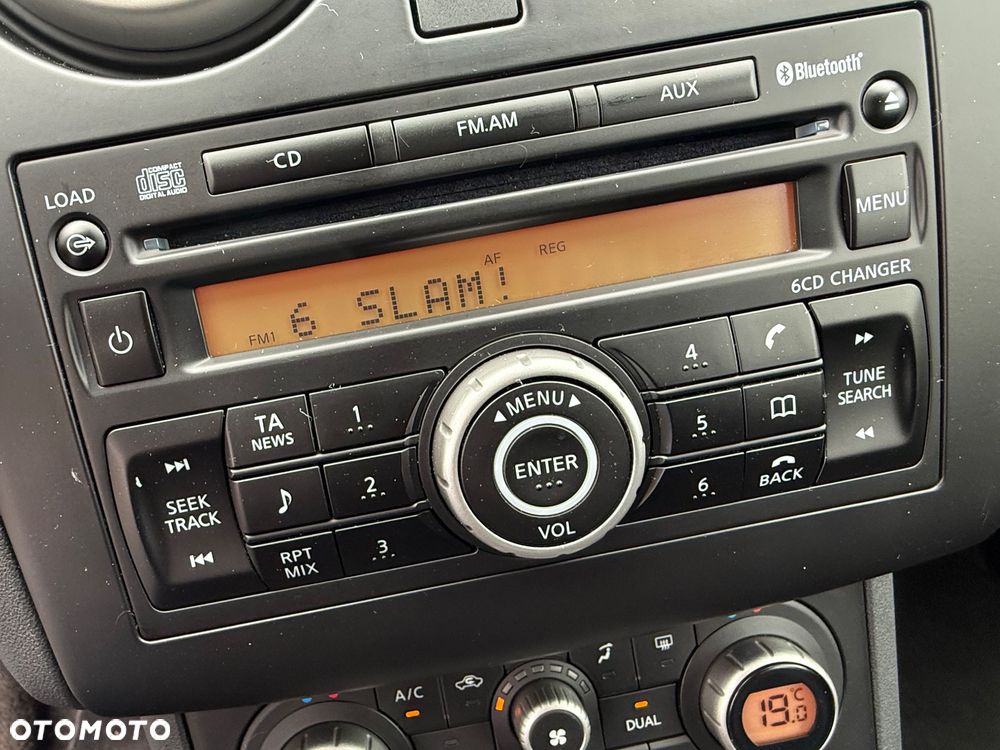 Bluetooth®
AUX
FM.AM
CD
COMPACT
disc
DIGITAL AUDIO
LOAD
MENU
AF REG
FM1 6 SLAM!
6CD CHANGER
SEEK
TRACK
TA
NEWS
RPT
MIX
1
2
3
MENU
ENTER
VOL
4
5
6
BACK
TUNE
SEARCH
A/C
DUAL
19.0 °C
OTOMOTO